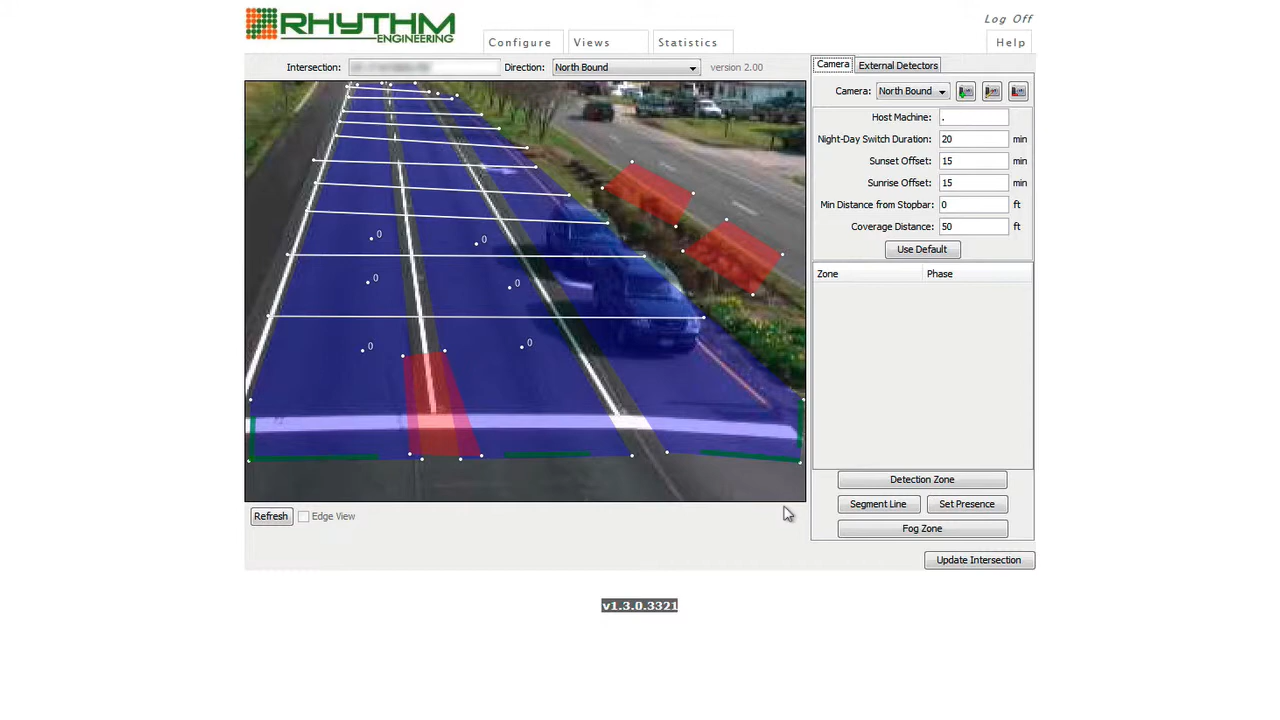 RHYTHM
ENGINEERING
Log Off
Configure
Views
Statistics
Help
Intersection:
Direction:
North Bound
version 2.00
Camera
External Detectors
Camera:
North Bound
Host Machine:
.
Night-Day Switch Duration:
20
min
Sunset Offset:
15
min
Sunrise Offset:
15
min
Min Distance from Stopbar:
0
ft
Coverage Distance:
50
ft
Use Default
Zone
Phase
0
0
0
0
0
0
Detection Zone
Segment Line
Set Presence
Fog Zone
Refresh
Edge View
Update Intersection
v1.3.0.3321